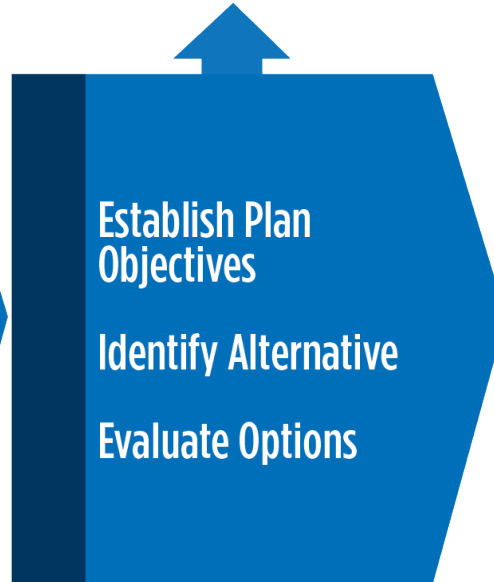 Establish Plan
Objectives
Identify Alternative
Evaluate Options